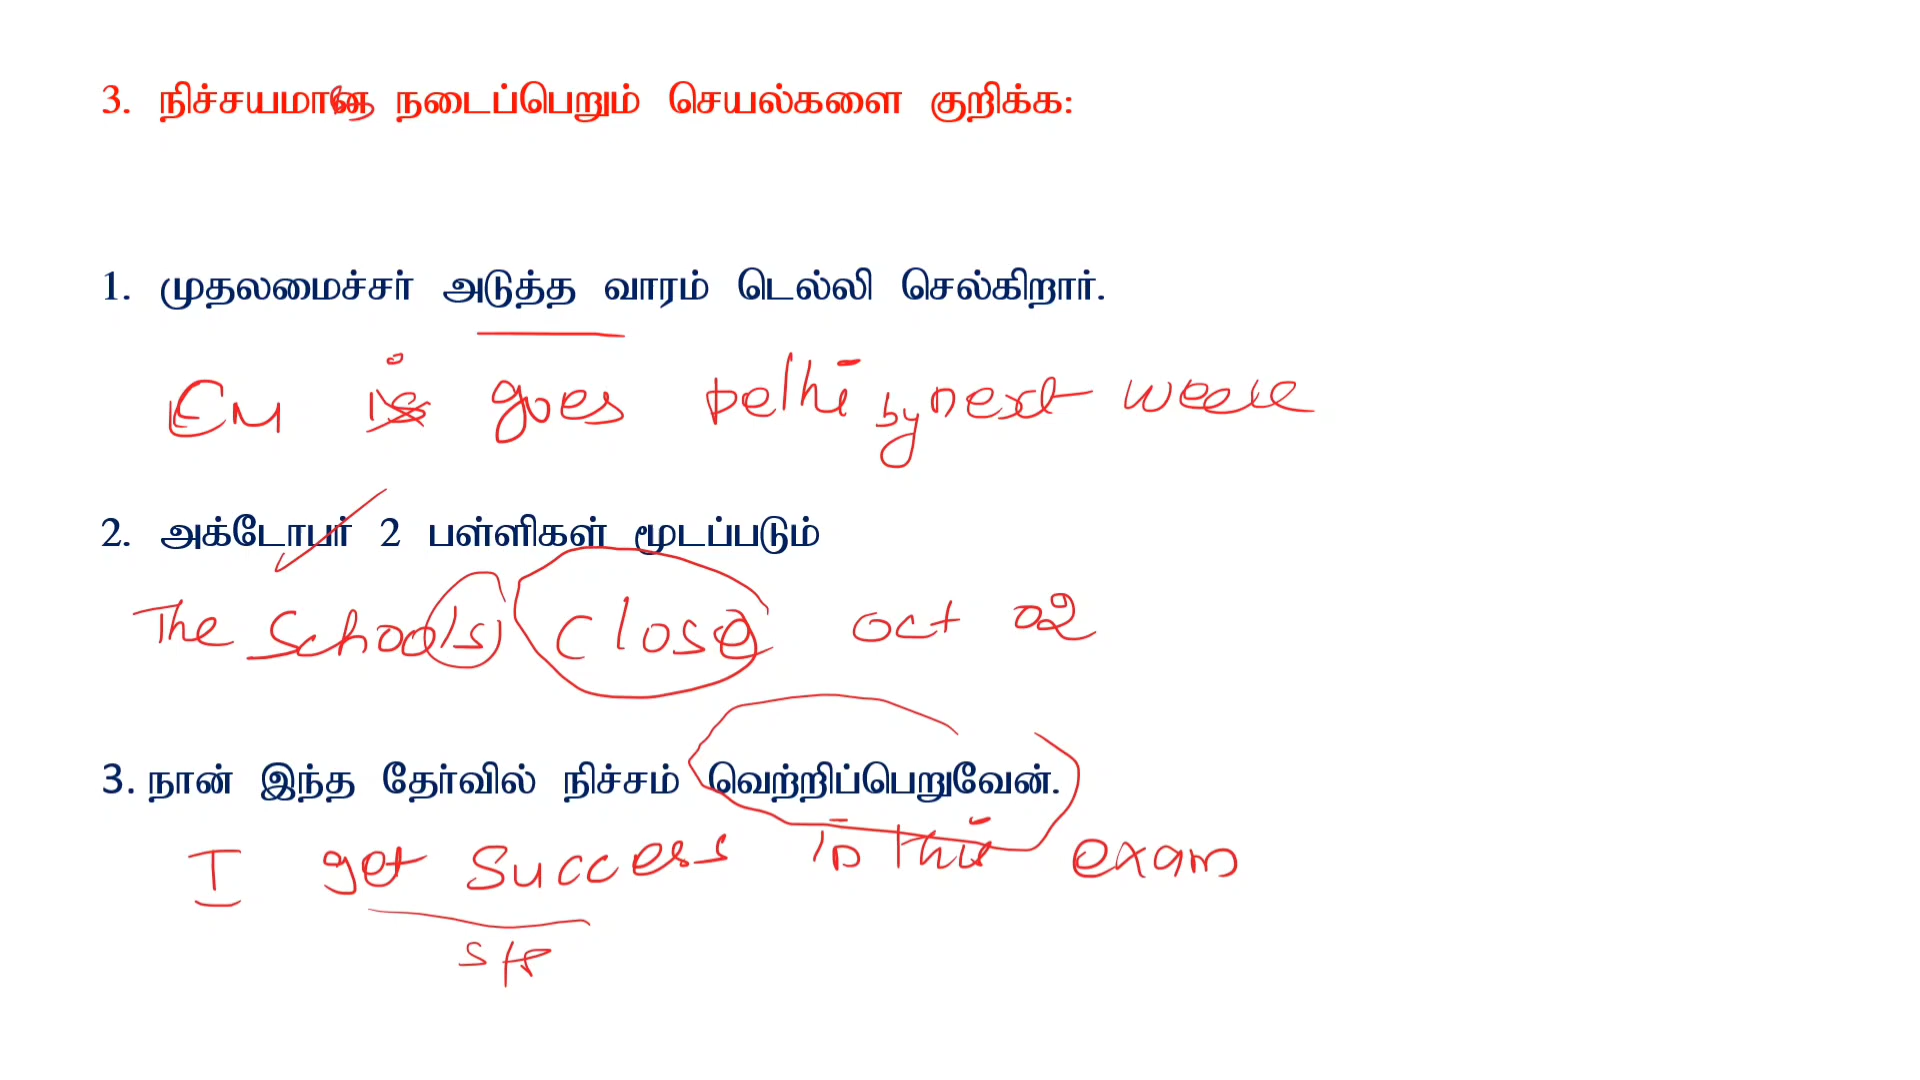 3. நிச்சயமாக நடைப்பெறும் செயல்களை குறிக்க:
1. முதலமைச்சர் அடுத்த வாரம் டெல்லி செல்கிறார்.
CM is goes Delhi by next week
2. அக்டோபர் 2 பள்ளிகள் மூடப்படும்
The Schools close oct 02
3. நான் இந்த தேர்வில் நிச்சம் வெற்றிப்பெறுவேன்.
I get success in this exam